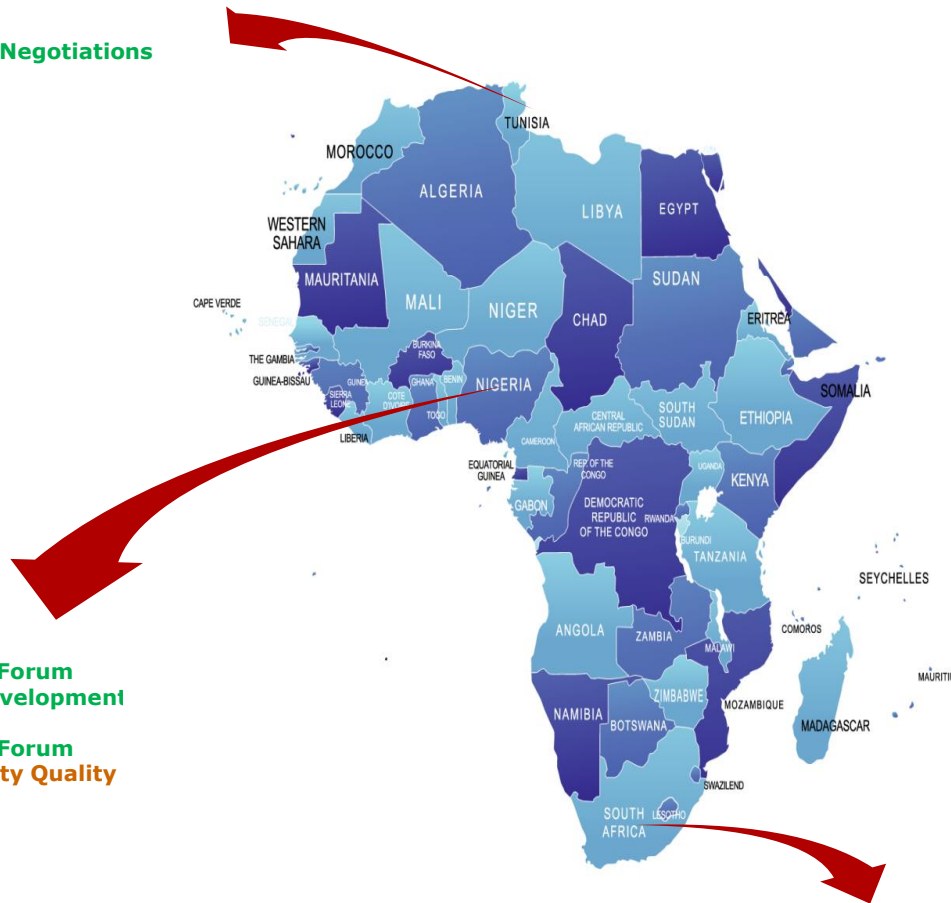 Negotiations
TUNISIA
MOROCCO
ALGERIA
LIBYA
EGYPT
WESTERN
SAHARA
MAURITANIA
MALI
NIGER
CHAD
SUDAN
ERITREA
CAPE VERDE
SENEGAL
THE GAMBIA
GUINEA-BISSAU
GUINEA
SIERRA
LEONE
LIBERIA
COTE
D'IVOIRE
BURKINA
FASO
GHANA
TOGO
BENIN
NIGERIA
CAMEROON
CENTRAL
AFRICAN REPUBLIC
SOUTH
SUDAN
ETHIOPIA
SOMALIA
EQUATORIAL
GUINEA
GABON
REP. OF THE
CONGO
DEMOCRATIC
REPUBLIC
OF THE CONGO
UGANDA
KENYA
RWANDA
BURUNDI
TANZANIA
SEYCHELLES
COMOROS
ANGOLA
ZAMBIA
MALAWI
MOZAMBIQUE
ZIMBABWE
NAMIBIA
BOTSWANA
MADAGASCAR
MAURITI
SWAZILEND
SOUTH
AFRICA
LESOTHO
Forum
velopment
Forum
ty Quality